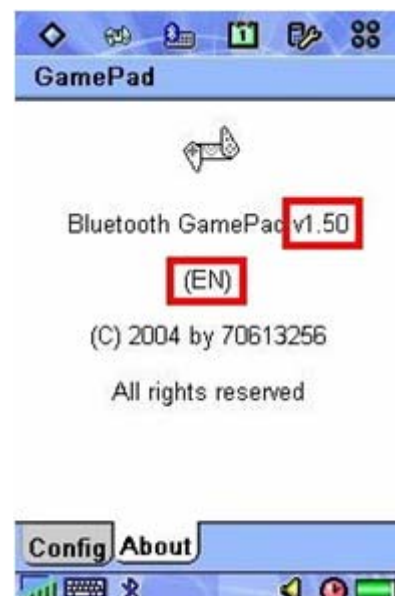 GamePad
Bluetooth GamePad v1.50
(EN)
(C) 2004 by 70613256
All rights reserved
Config About